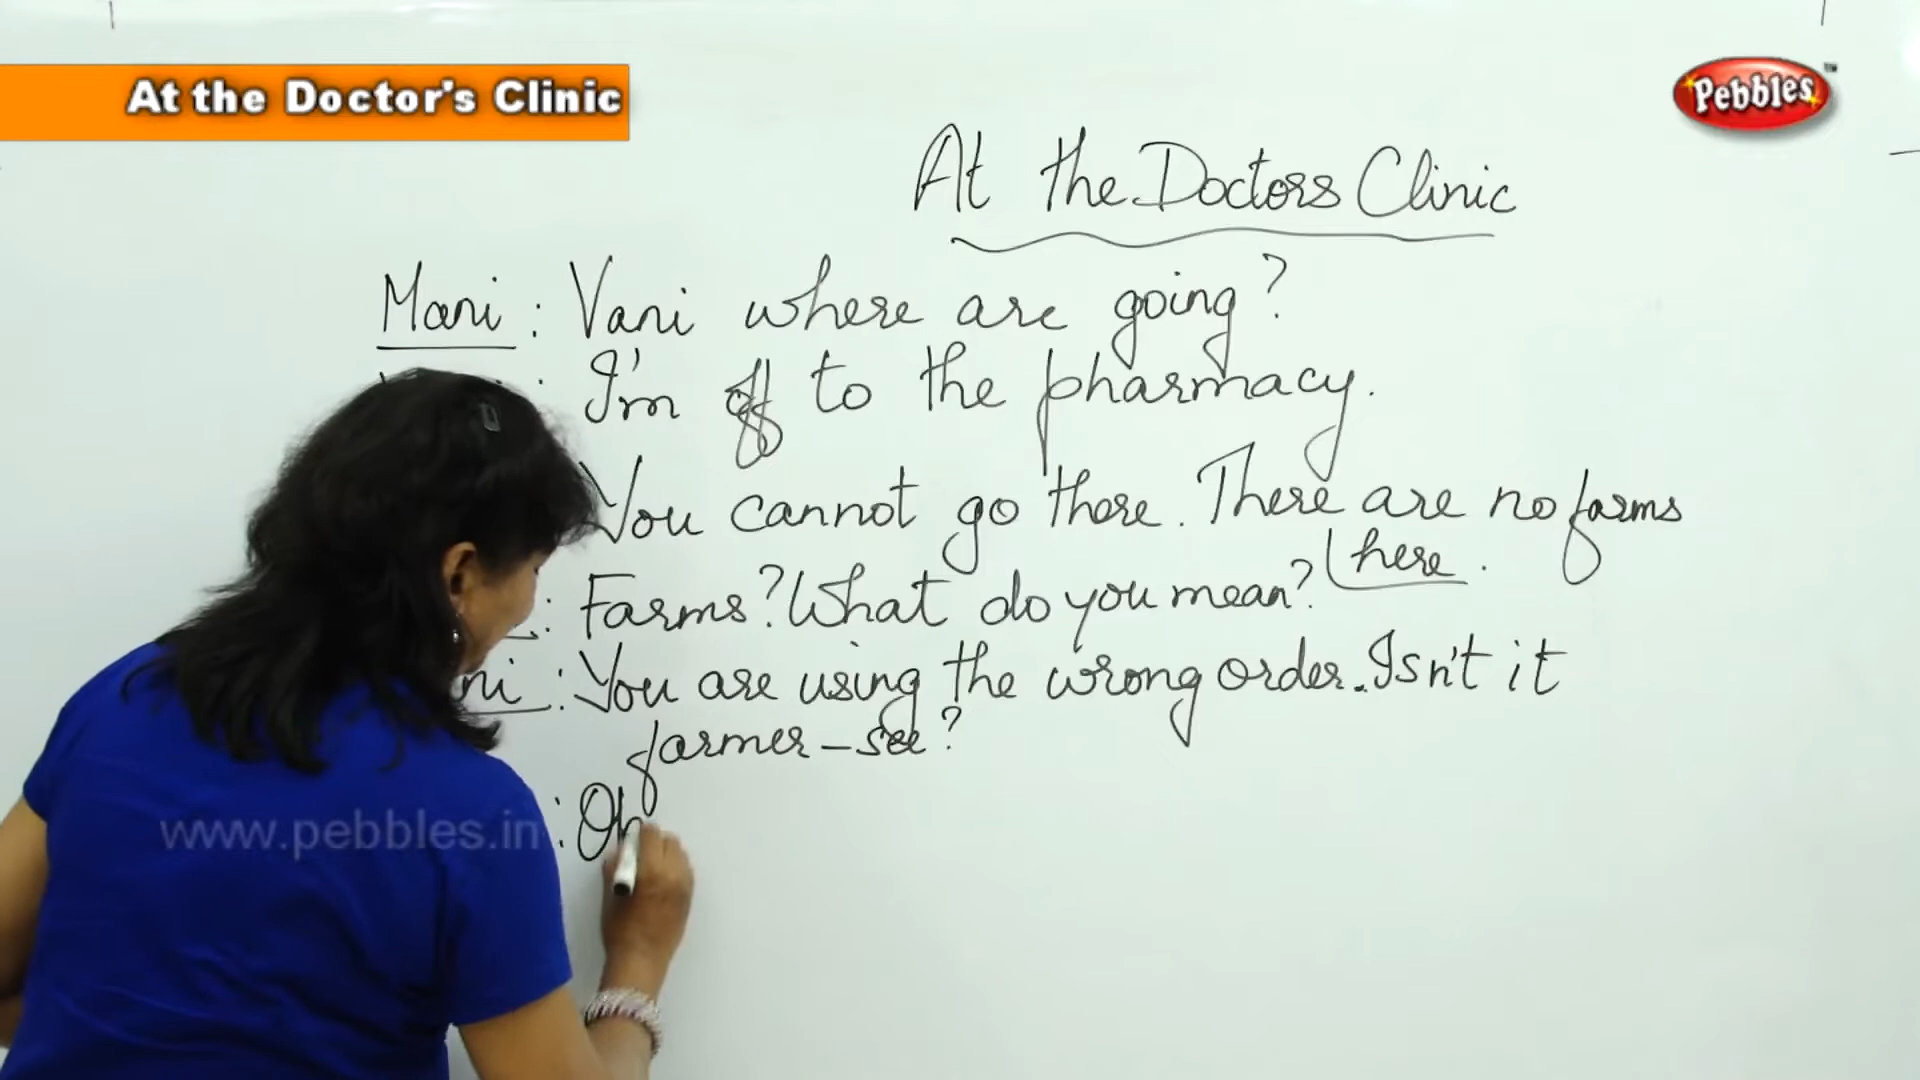 At the Doctor's Clinic
Pebbles™
At the Doctors Clinic
Mani : Vani where are going?
: I'm off to the pharmacy.
You cannot go there. There are no farms
here.
: Farms? What do you mean?
ni : You are using the wrong order. Isn't it
farmer-see?
: Oh
www.pebbles.in